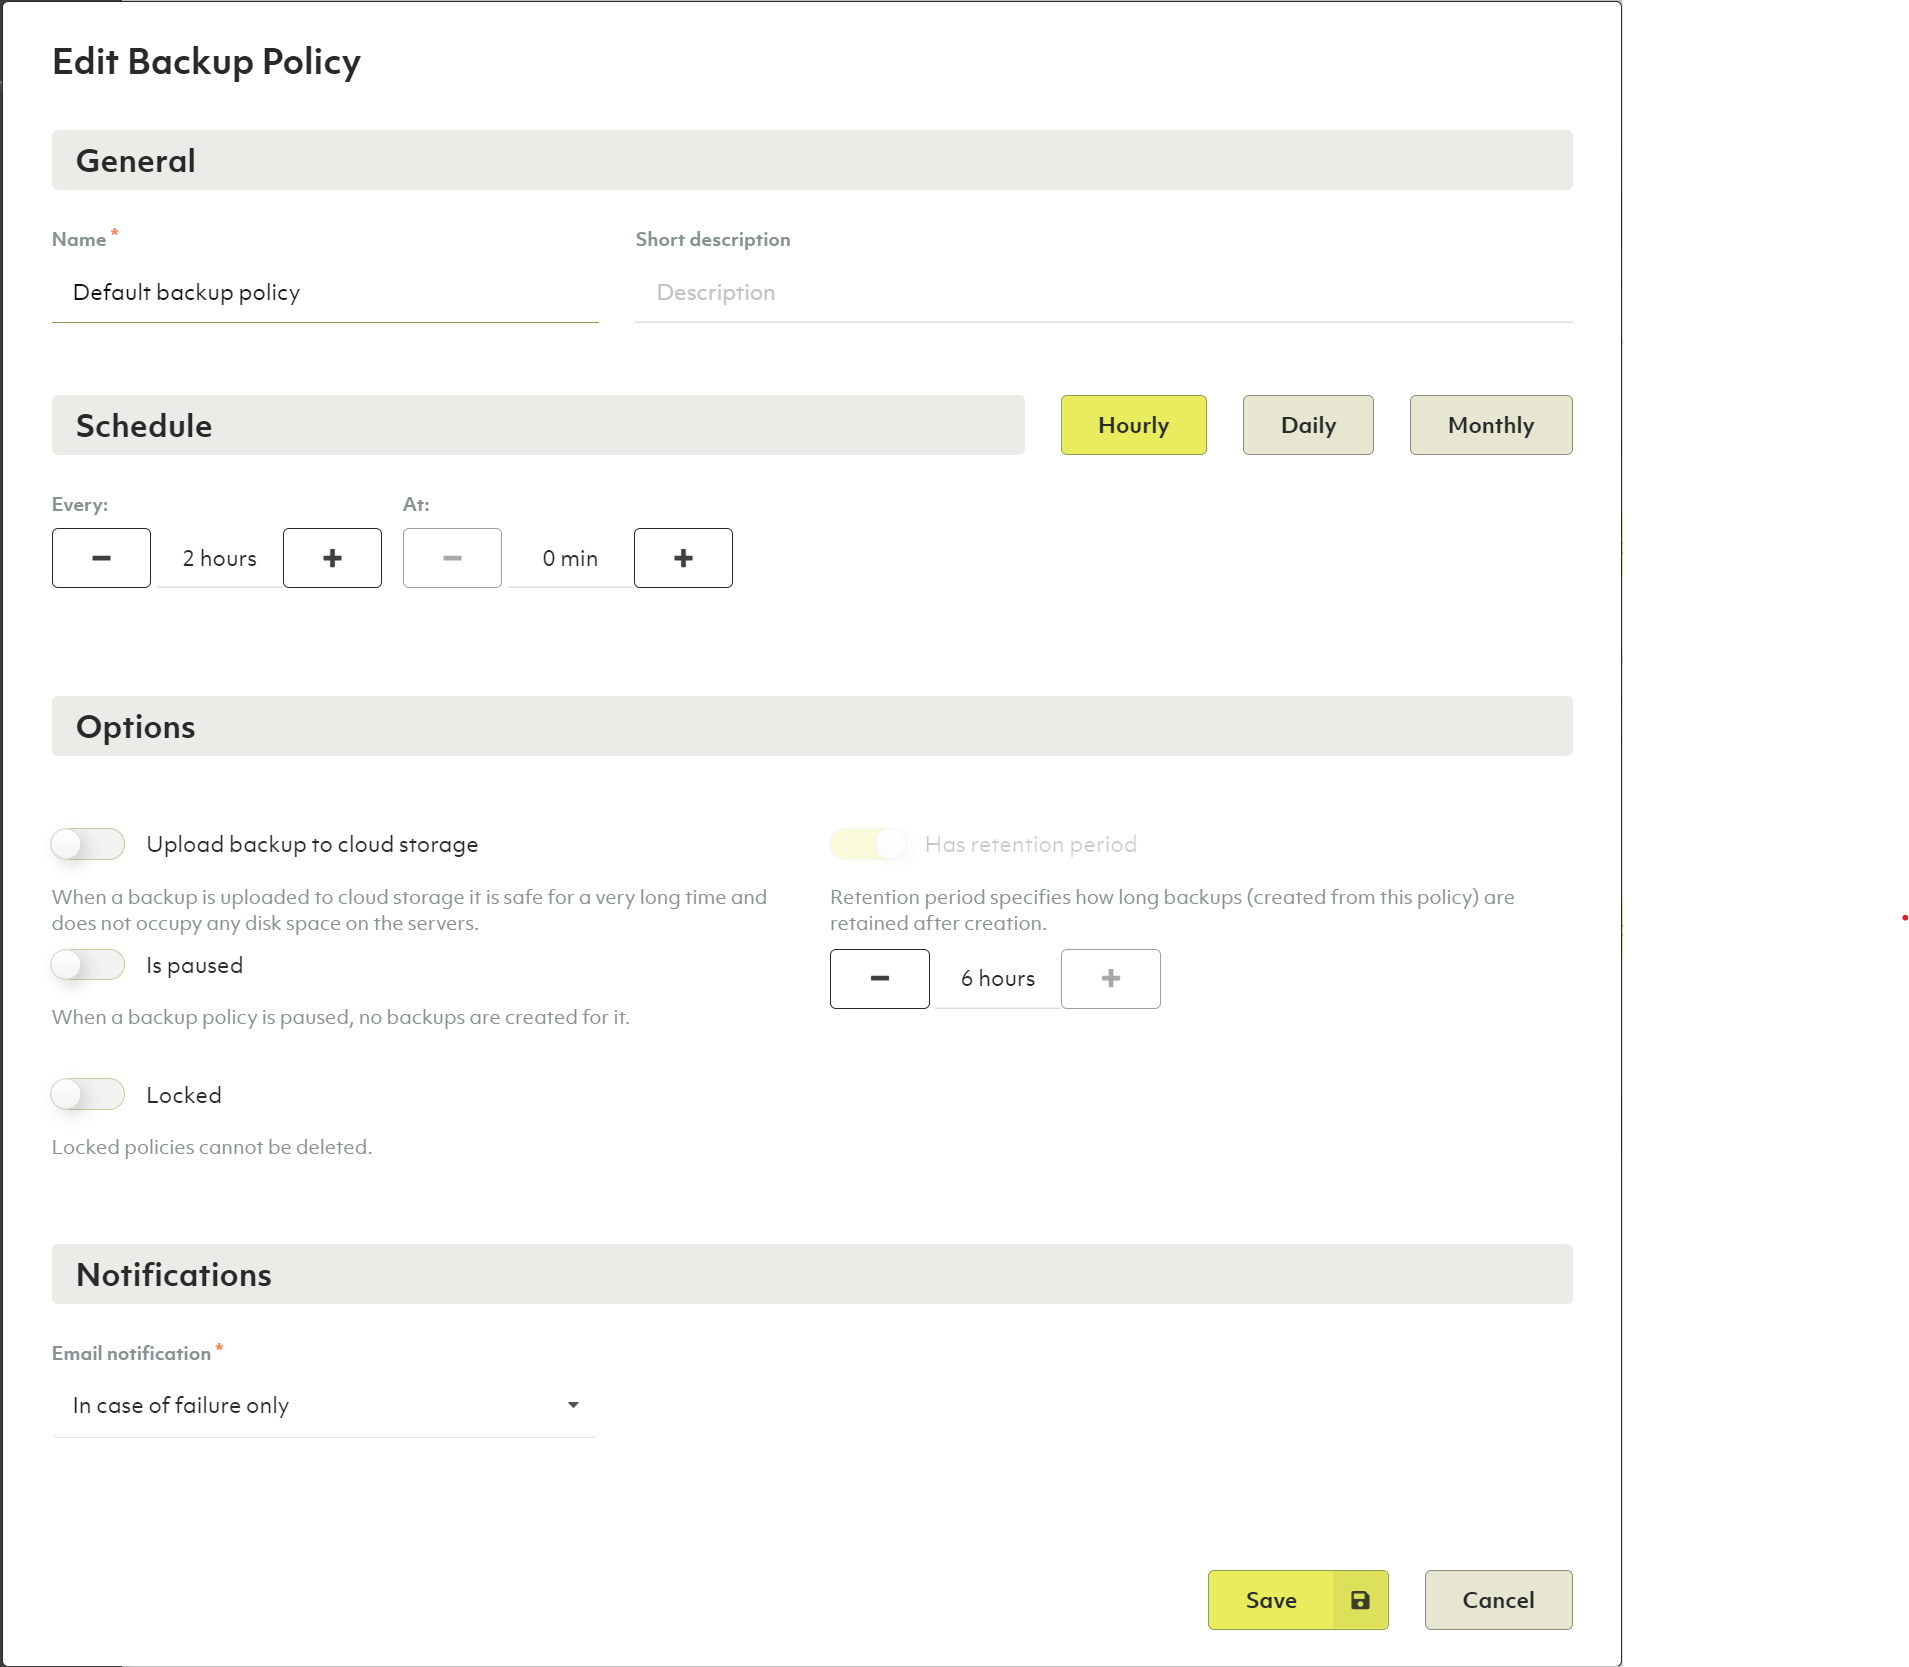 Edit Backup Policy
General
Name *
Short description
Default backup policy
Description
Schedule
Hourly
Daily
Monthly
Every:
At:
2 hours
0 min
Options
Upload backup to cloud storage
When a backup is uploaded to cloud storage it is safe for a very long time and
does not occupy any disk space on the servers.
Is paused
When a backup policy is paused, no backups are created for it.
Locked
Locked policies cannot be deleted.
Has retention period
Retention period specifies how long backups (created from this policy) are
retained after creation.
6 hours
Notifications
Email notification *
In case of failure only
Save
Cancel